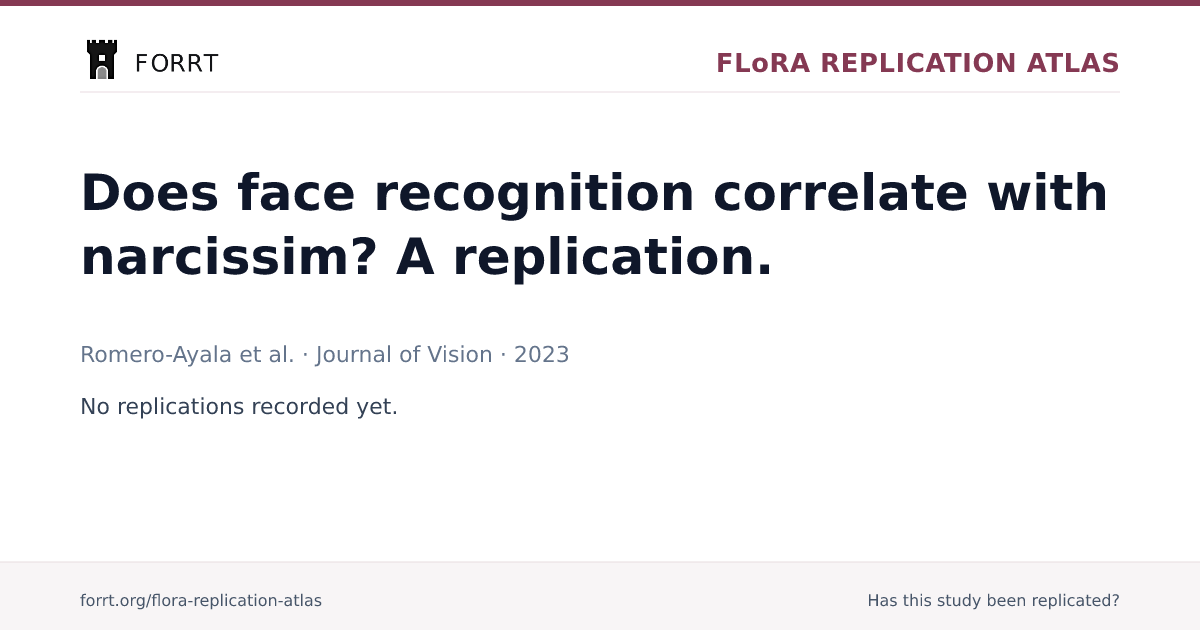 FORRT
FLoRA REPLICATION ATLAS
Does face recognition correlate with
narcissim? A replication.
Romero-Ayala et al. · Journal of Vision · 2023
No replications recorded yet.
forrt.org/flora-replication-atlas
Has this study been replicated?